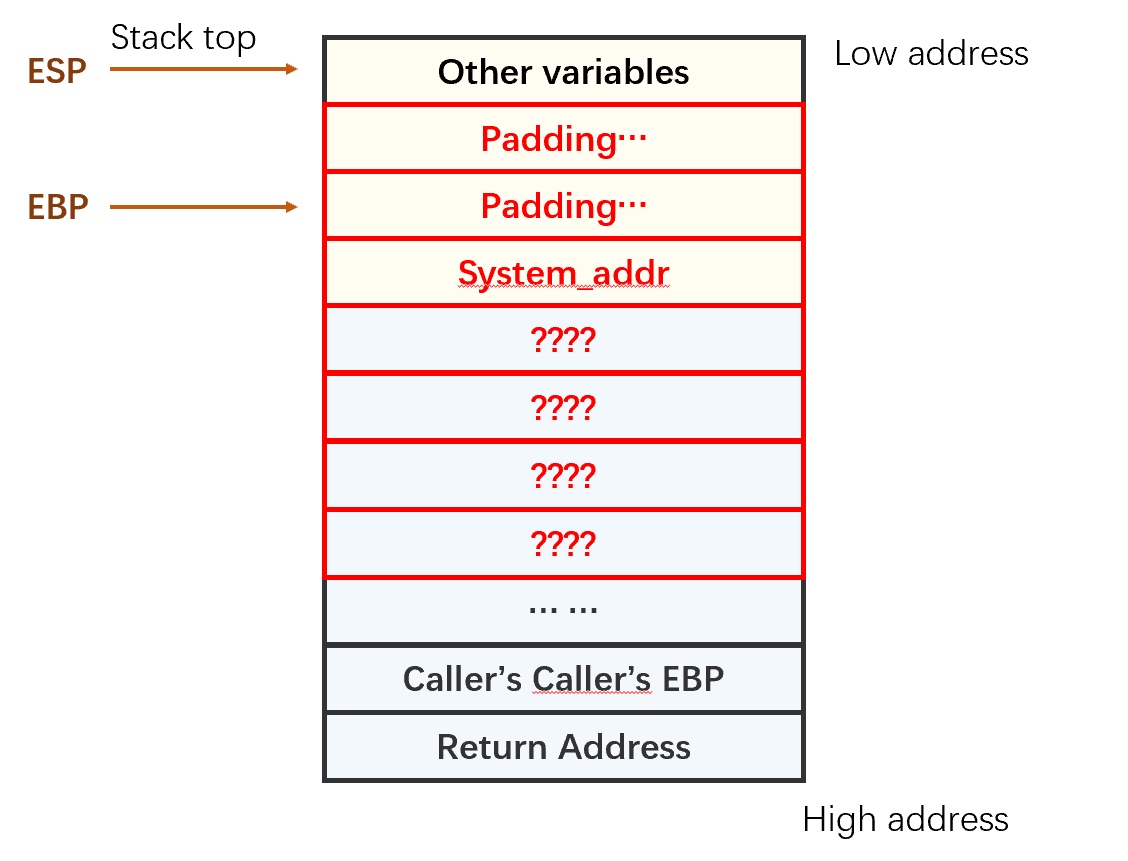 Stack top
Low address
ESP
Other variables
Padding···
EBP
Padding···
System_addr
????
????
????
????
... ...
Caller’s Caller’s EBP
Return Address
High address